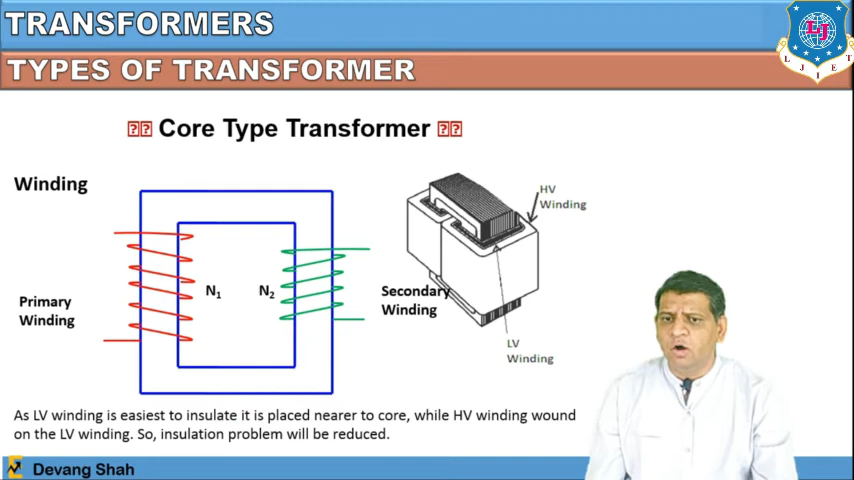 TRANSFORMERS
TYPES OF TRANSFORMER
LJ
L J I E T
Core Type Transformer
Winding
HV
Winding
N1
N2
Primary
Winding
Secondary
Winding
LV
Winding
As LV winding is easiest to insulate it is placed nearer to core, while HV winding wound
on the LV winding. So, insulation problem will be reduced.
Devang Shah